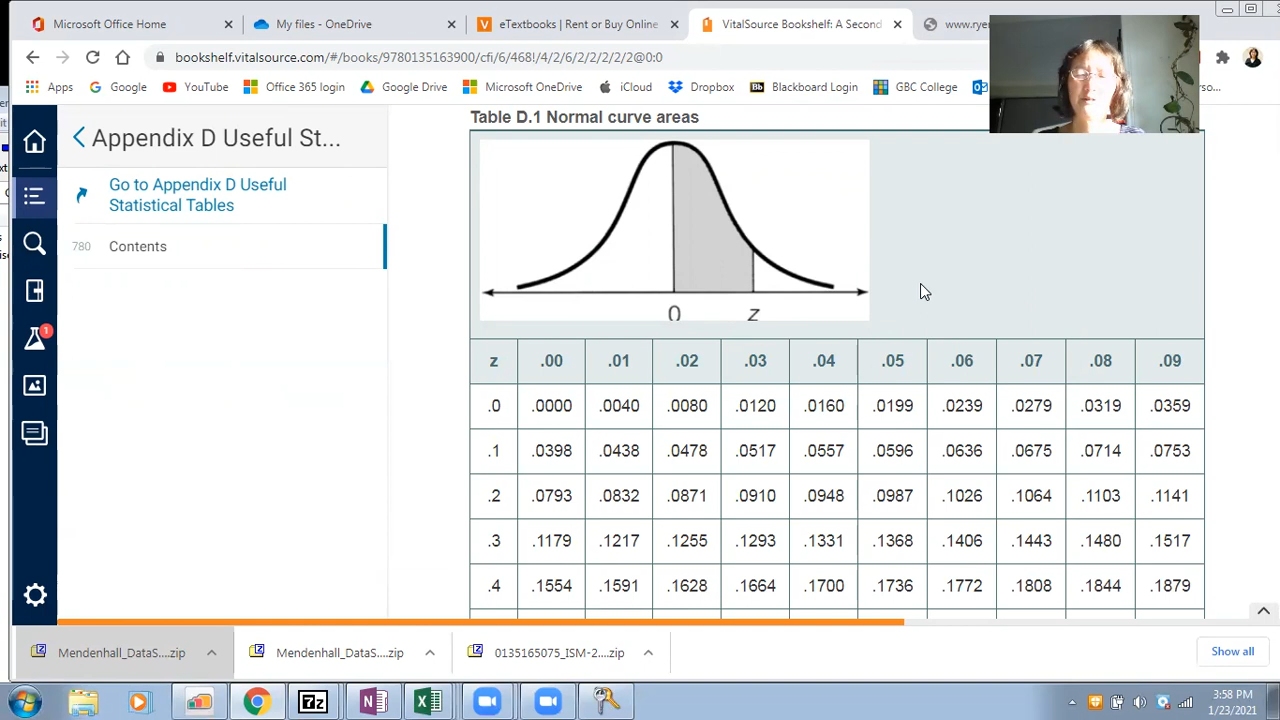 Microsoft Office Home
My files - OneDrive
eTextbooks | Rent or Buy Online
VitalSource Bookshelf: A Second
www.ryer
bookshelf.vitalsource.com/#/books/9780135163900/cfi/6/468!/4/2/6/2/2/2/2/2@0:0
Apps Google YouTube Office 365 login Google Drive Microsoft OneDrive iCloud Dropbox Blackboard Login GBC College
Appendix D Useful St...
Go to Appendix D Useful
Statistical Tables
780 Contents
1
Table D.1 Normal curve areas
0 z
z .00 .01 .02 .03 .04 .05 .06 .07 .08 .09
.0 .0000 .0040 .0080 .0120 .0160 .0199 .0239 .0279 .0319 .0359
.1 .0398 .0438 .0478 .0517 .0557 .0596 .0636 .0675 .0714 .0753
.2 .0793 .0832 .0871 .0910 .0948 .0987 .1026 .1064 .1103 .1141
.3 .1179 .1217 .1255 .1293 .1331 .1368 .1406 .1443 .1480 .1517
.4 .1554 .1591 .1628 .1664 .1700 .1736 .1772 .1808 .1844 .1879
Mendenhall_DataS....zip
Mendenhall_DataS....zip
0135165075_ISM-2....zip
Show all
3:58 PM
1/23/2021